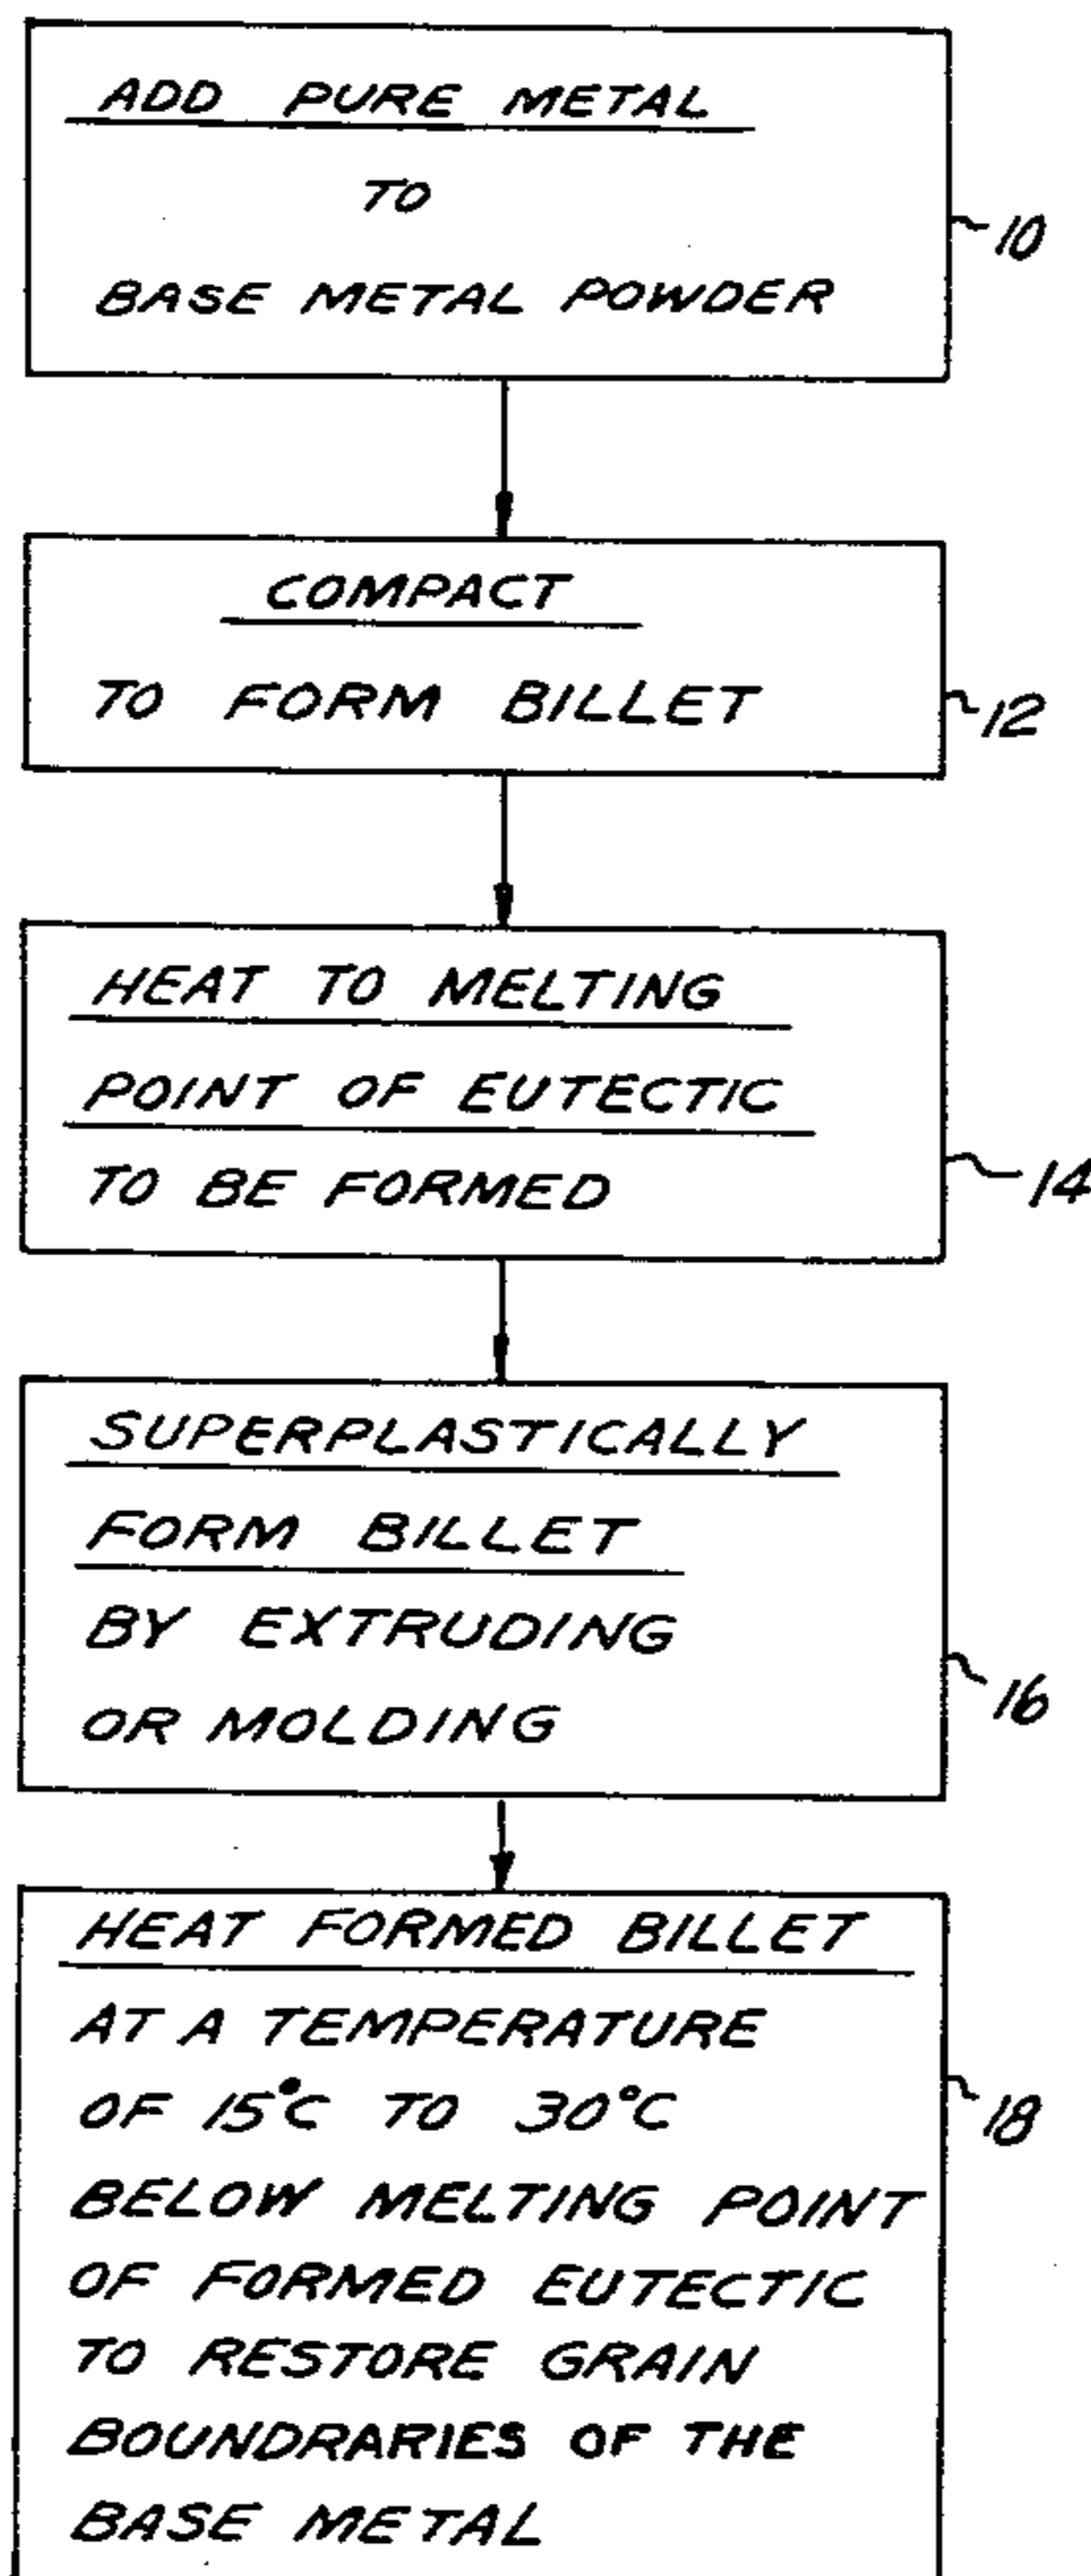 ADD PURE METAL
TO
BASE METAL POWDER
10
COMPACT
TO FORM BILLET
12
HEAT TO MELTING
POINT OF EUTECTIC
TO BE FORMED
14
SUPERPLASTICALLY
FORM BILLET
BY EXTRUDING
OR MOLDING
16
HEAT FORMED BILLET
AT A TEMPERATURE
OF 15°C TO 30°C
BELOW MELTING POINT
OF FORMED EUTECTIC
TO RESTORE GRAIN
BOUNDRARIES OF THE
BASE METAL
18